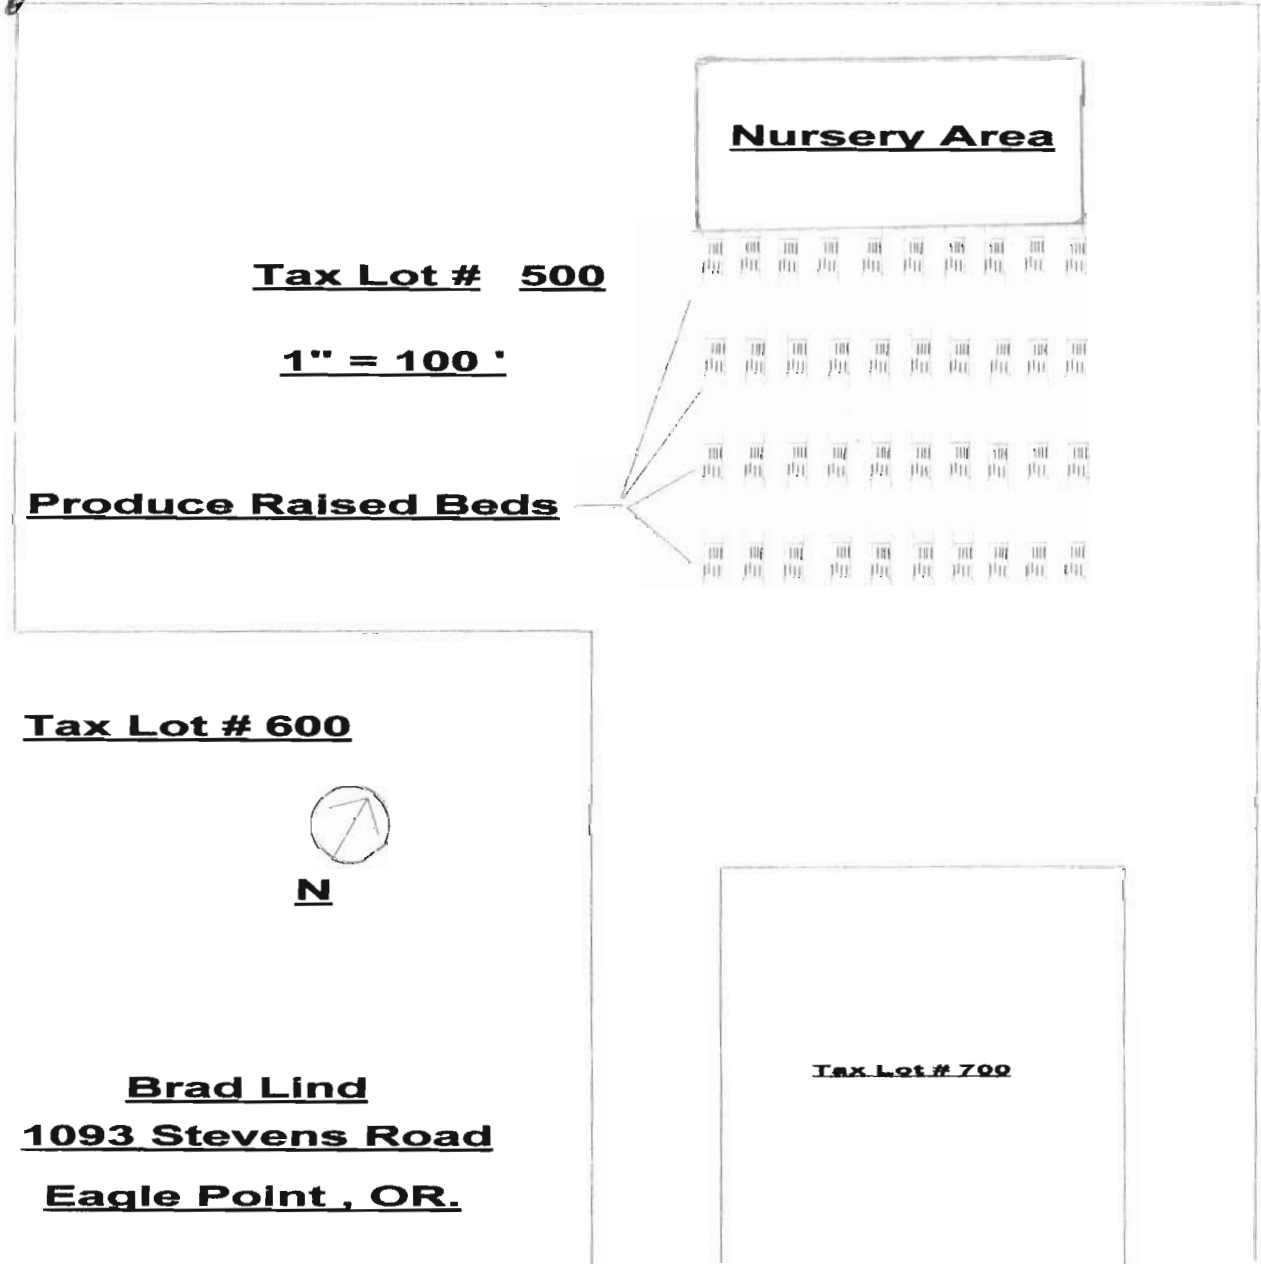 Nursery Area
Tax Lot # 500
1" = 100 '
Produce Raised Beds
Tax Lot # 600
N
Tax Lot # 700
Brad Lind
1093 Stevens Road
Eagle Point , OR.